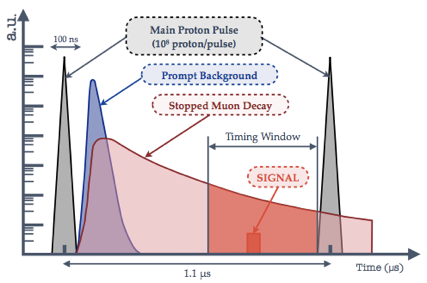 a.u.
100 ns
Main Proton Pulse
(10⁸ proton/pulse)
Prompt Background
Stopped Muon Decay
Timing Window
SIGNAL
1.1 μs
Time (μs)